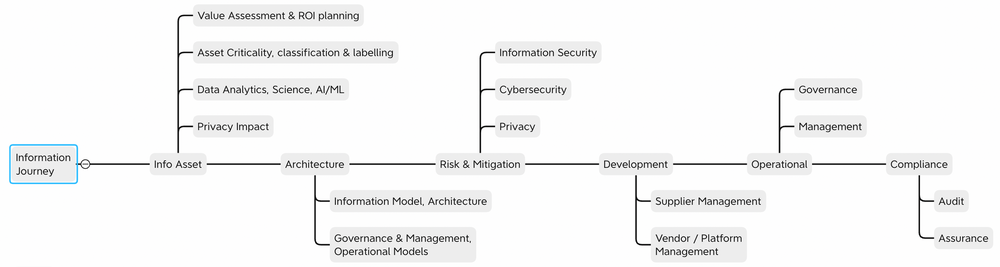 Value Assessment & ROI planning
Asset Criticality, classification & labelling
Information Security
Data Analytics, Science, AI/ML
Cybersecurity
Governance
Privacy Impact
Privacy
Management
Information
Journey
Info Asset
Architecture
Risk & Mitigation
Development
Operational
Compliance
Information Model, Architecture
Supplier Management
Audit
Governance & Management,
Operational Models
Vendor / Platform
Management
Assurance